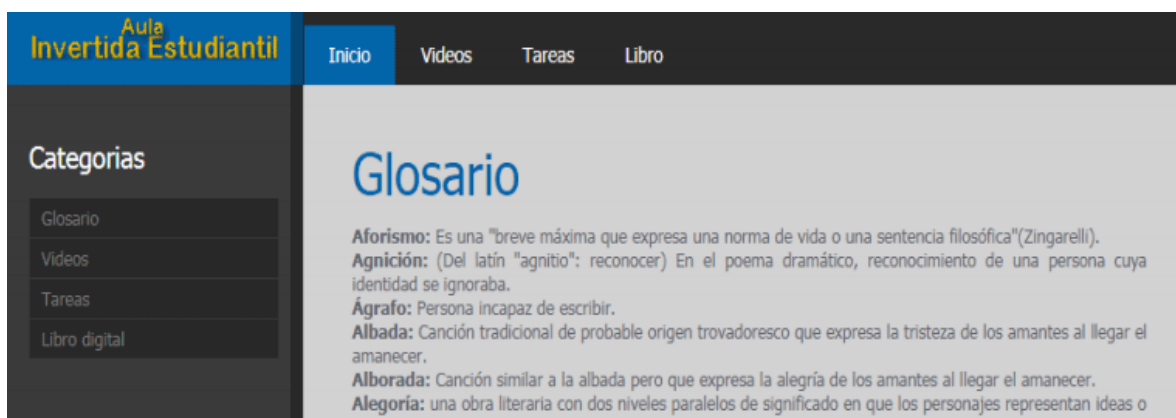 Aula
Invertida Estudiantil
Inicio
Videos
Tareas
Libro
Categorias
Glosario
Videos
Tareas
Libro digital
Glosario
Aforismo: Es una "breve máxima que expresa una norma de vida o una sentencia filosófica"(Zingarelli).
Agnición: (Del latín "agnitio": reconocer) En el poema dramático, reconocimiento de una persona cuya
identidad se ignoraba.
Ágrafo: Persona incapaz de escribir.
Albada: Canción tradicional de probable origen trovadoresco que expresa la tristeza de los amantes al llegar el
amanecer.
Alborada: Canción similar a la albada pero que expresa la alegría de los amantes al llegar el amanecer.
Alegoría: una obra literaria con dos niveles paralelos de significado en que los personajes representan ideas o